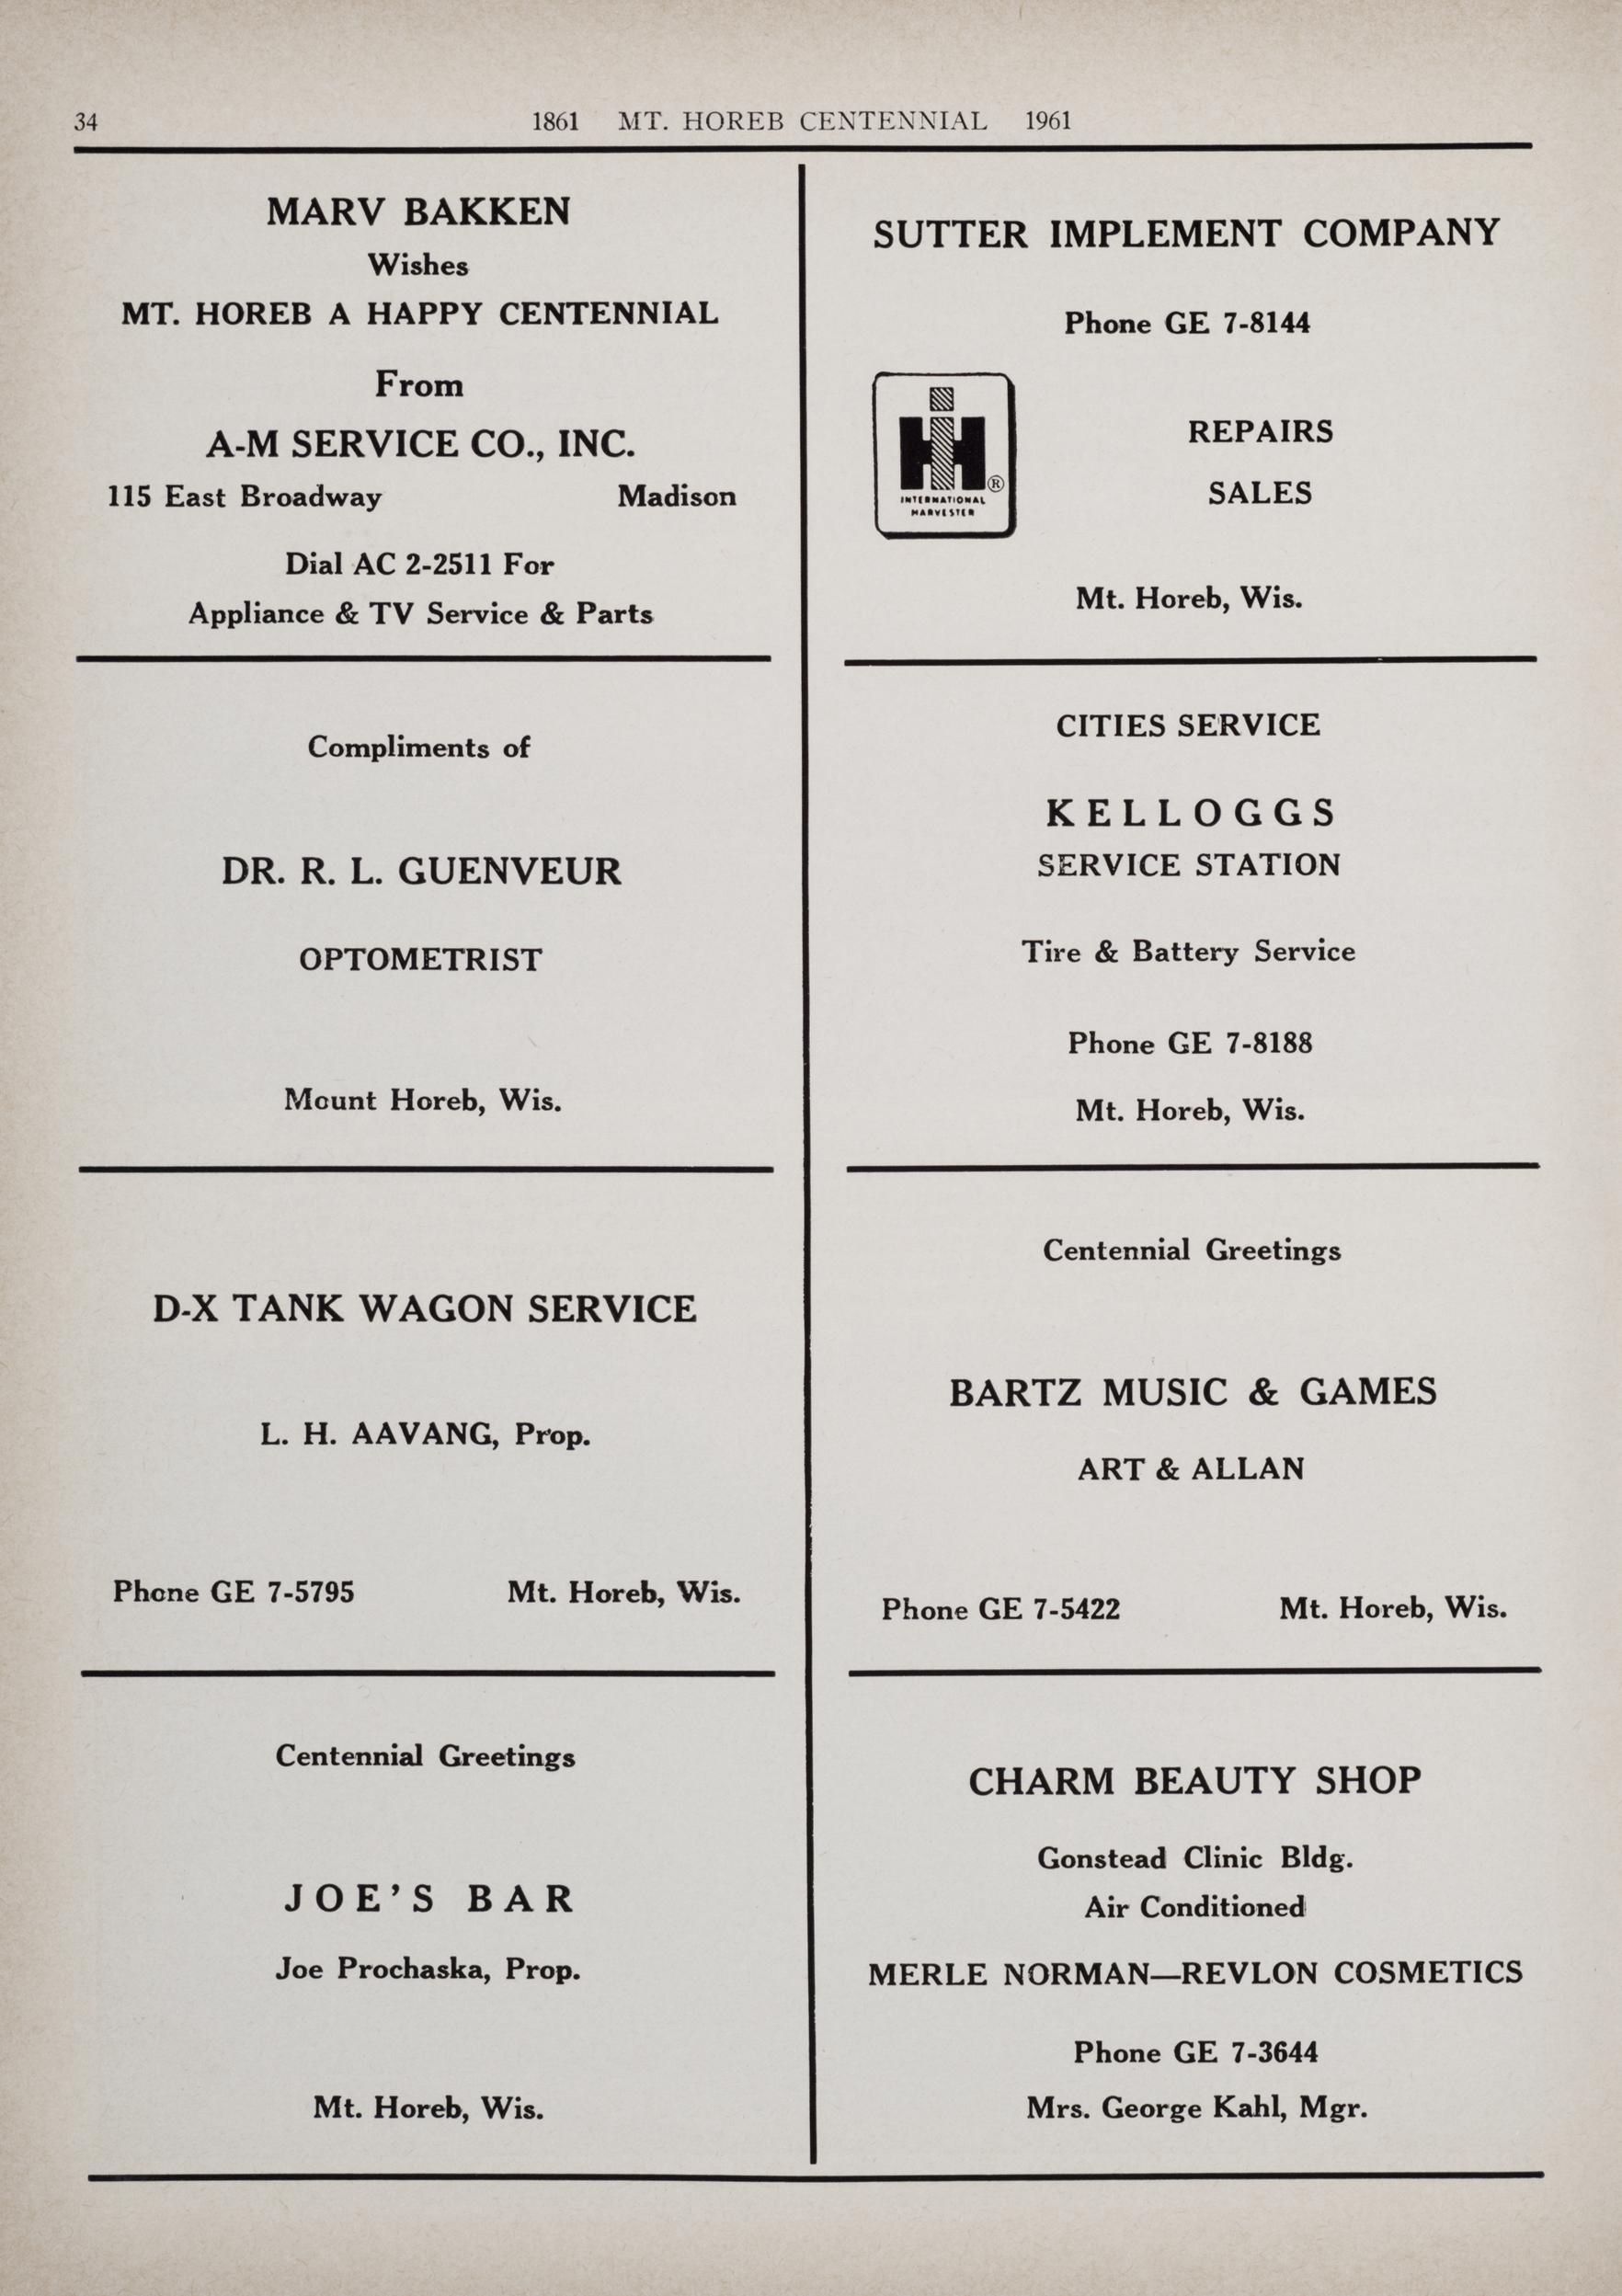 34
1861 MT. HOREB CENTENNIAL 1961
MARV BAKKEN
Wishes
MT. HOREB A HAPPY CENTENNIAL
From
A-M SERVICE CO., INC.
115 East Broadway Madison
Dial AC 2-2511 For
Appliance & TV Service & Parts
Compliments of
DR. R. L. GUENVEUR
OPTOMETRIST
Mount Horeb, Wis.
D-X TANK WAGON SERVICE
L. H. AAVANG, Prop.
Phone GE 7-5795 Mt. Horeb, Wis.
Centennial Greetings
JOE'S BAR
Joe Prochaska, Prop.
Mt. Horeb, Wis.
SUTTER IMPLEMENT COMPANY
Phone GE 7-8144
IH ®
INTERNATIONAL
HARVESTER
REPAIRS
SALES
Mt. Horeb, Wis.
CITIES SERVICE
KELLOGGS
SERVICE STATION
Tire & Battery Service
Phone GE 7-8188
Mt. Horeb, Wis.
Centennial Greetings
BARTZ MUSIC & GAMES
ART & ALLAN
Phone GE 7-5422 Mt. Horeb, Wis.
CHARM BEAUTY SHOP
Gonstead Clinic Bldg.
Air Conditioned
MERLE NORMAN—REVLON COSMETICS
Phone GE 7-3644
Mrs. George Kahl, Mgr.